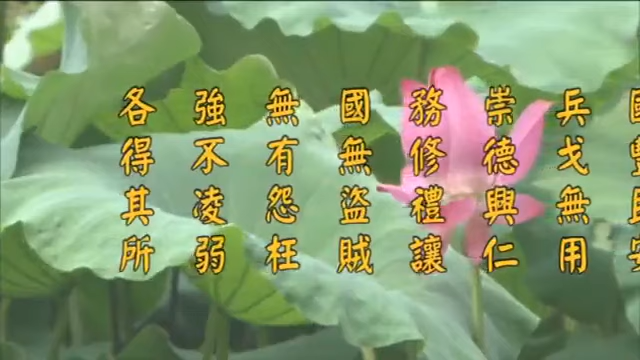 兵戈無用
崇德興仁
務修禮讓
國無盜賊
無有怨枉
強不凌弱
各得其所